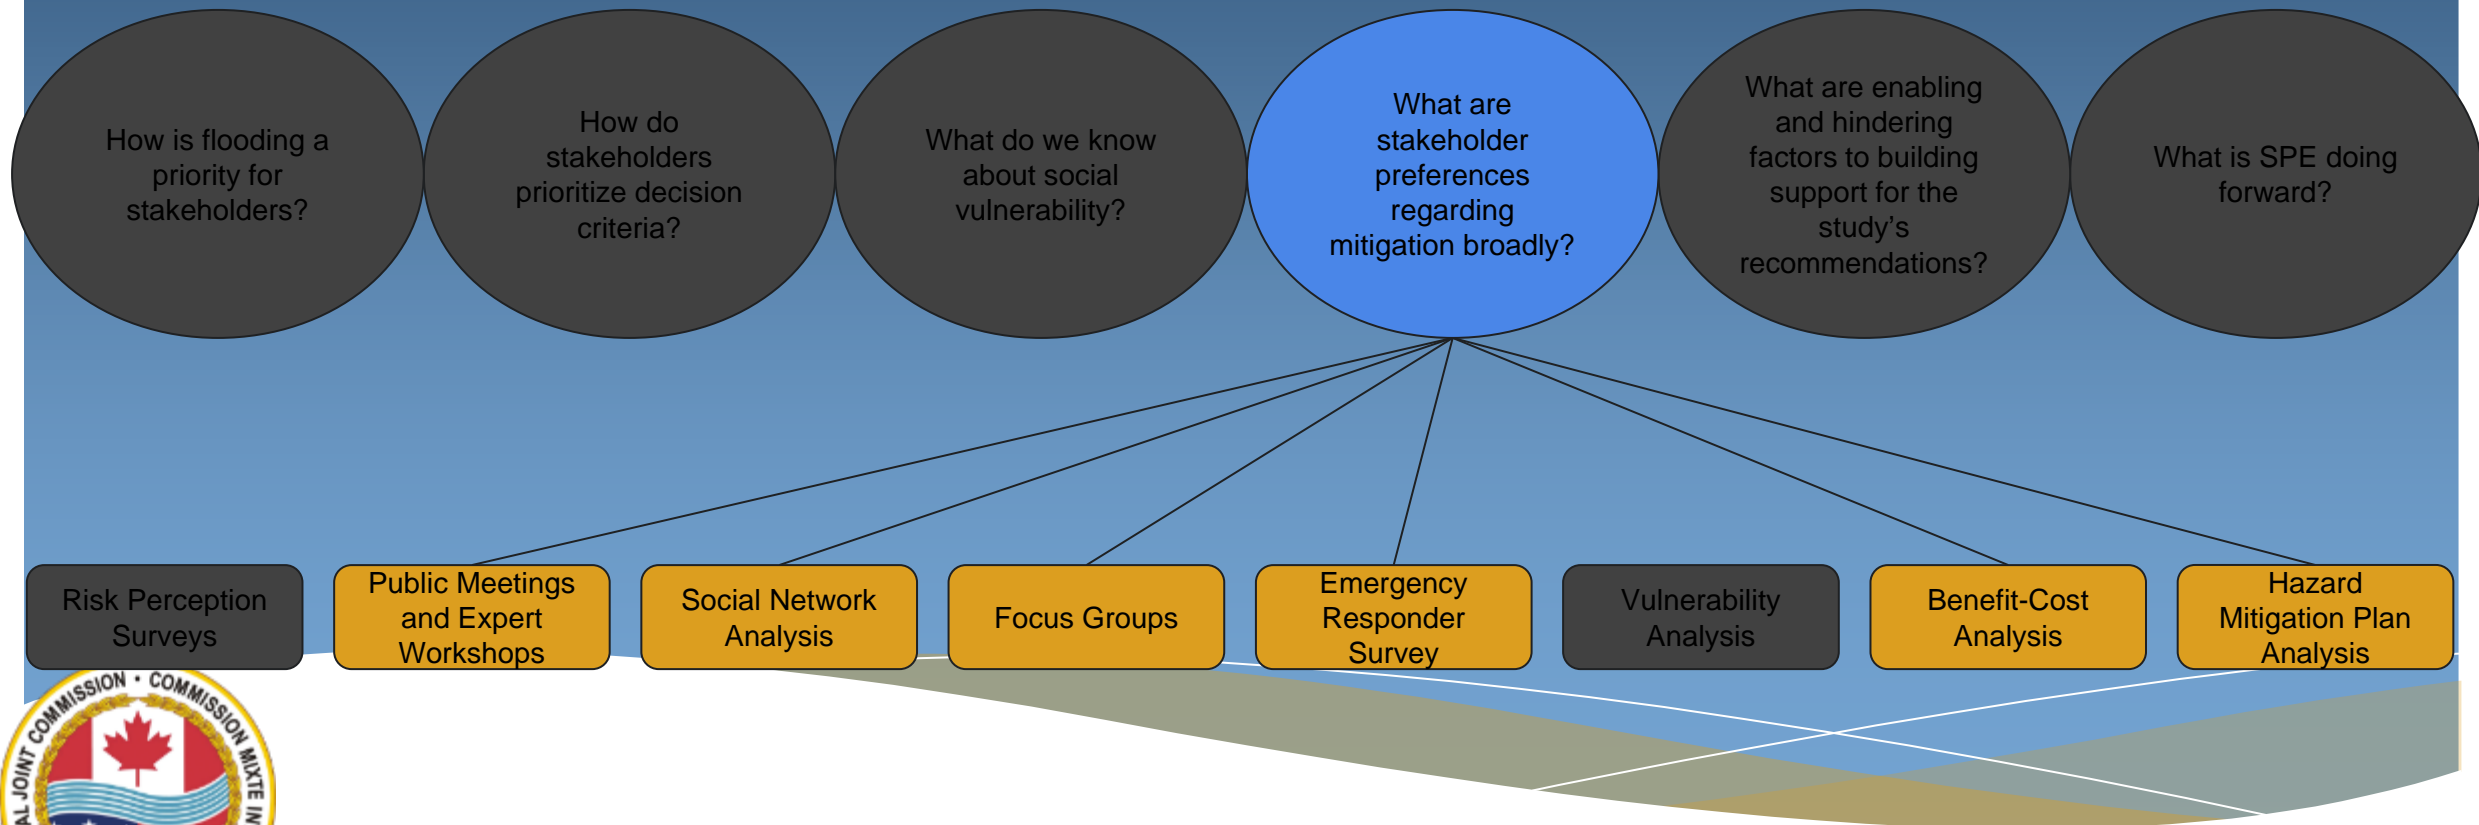 How is flooding a
priority for
stakeholders?
How do
stakeholders
prioritize decision
criteria?
What do we know
about social
vulnerability?
What are
stakeholder
preferences
regarding
mitigation broadly?
What are enabling
and hindering
factors to building
support for the
study’s
recommendations?
What is SPE doing
forward?
Risk Perception
Surveys
Public Meetings
and Expert
Workshops
Social Network
Analysis
Focus Groups
Emergency
Responder
Survey
Vulnerability
Analysis
Benefit-Cost
Analysis
Hazard
Mitigation Plan
Analysis
AL JOINT COMMISSION · COMMISSION MIXTE IN